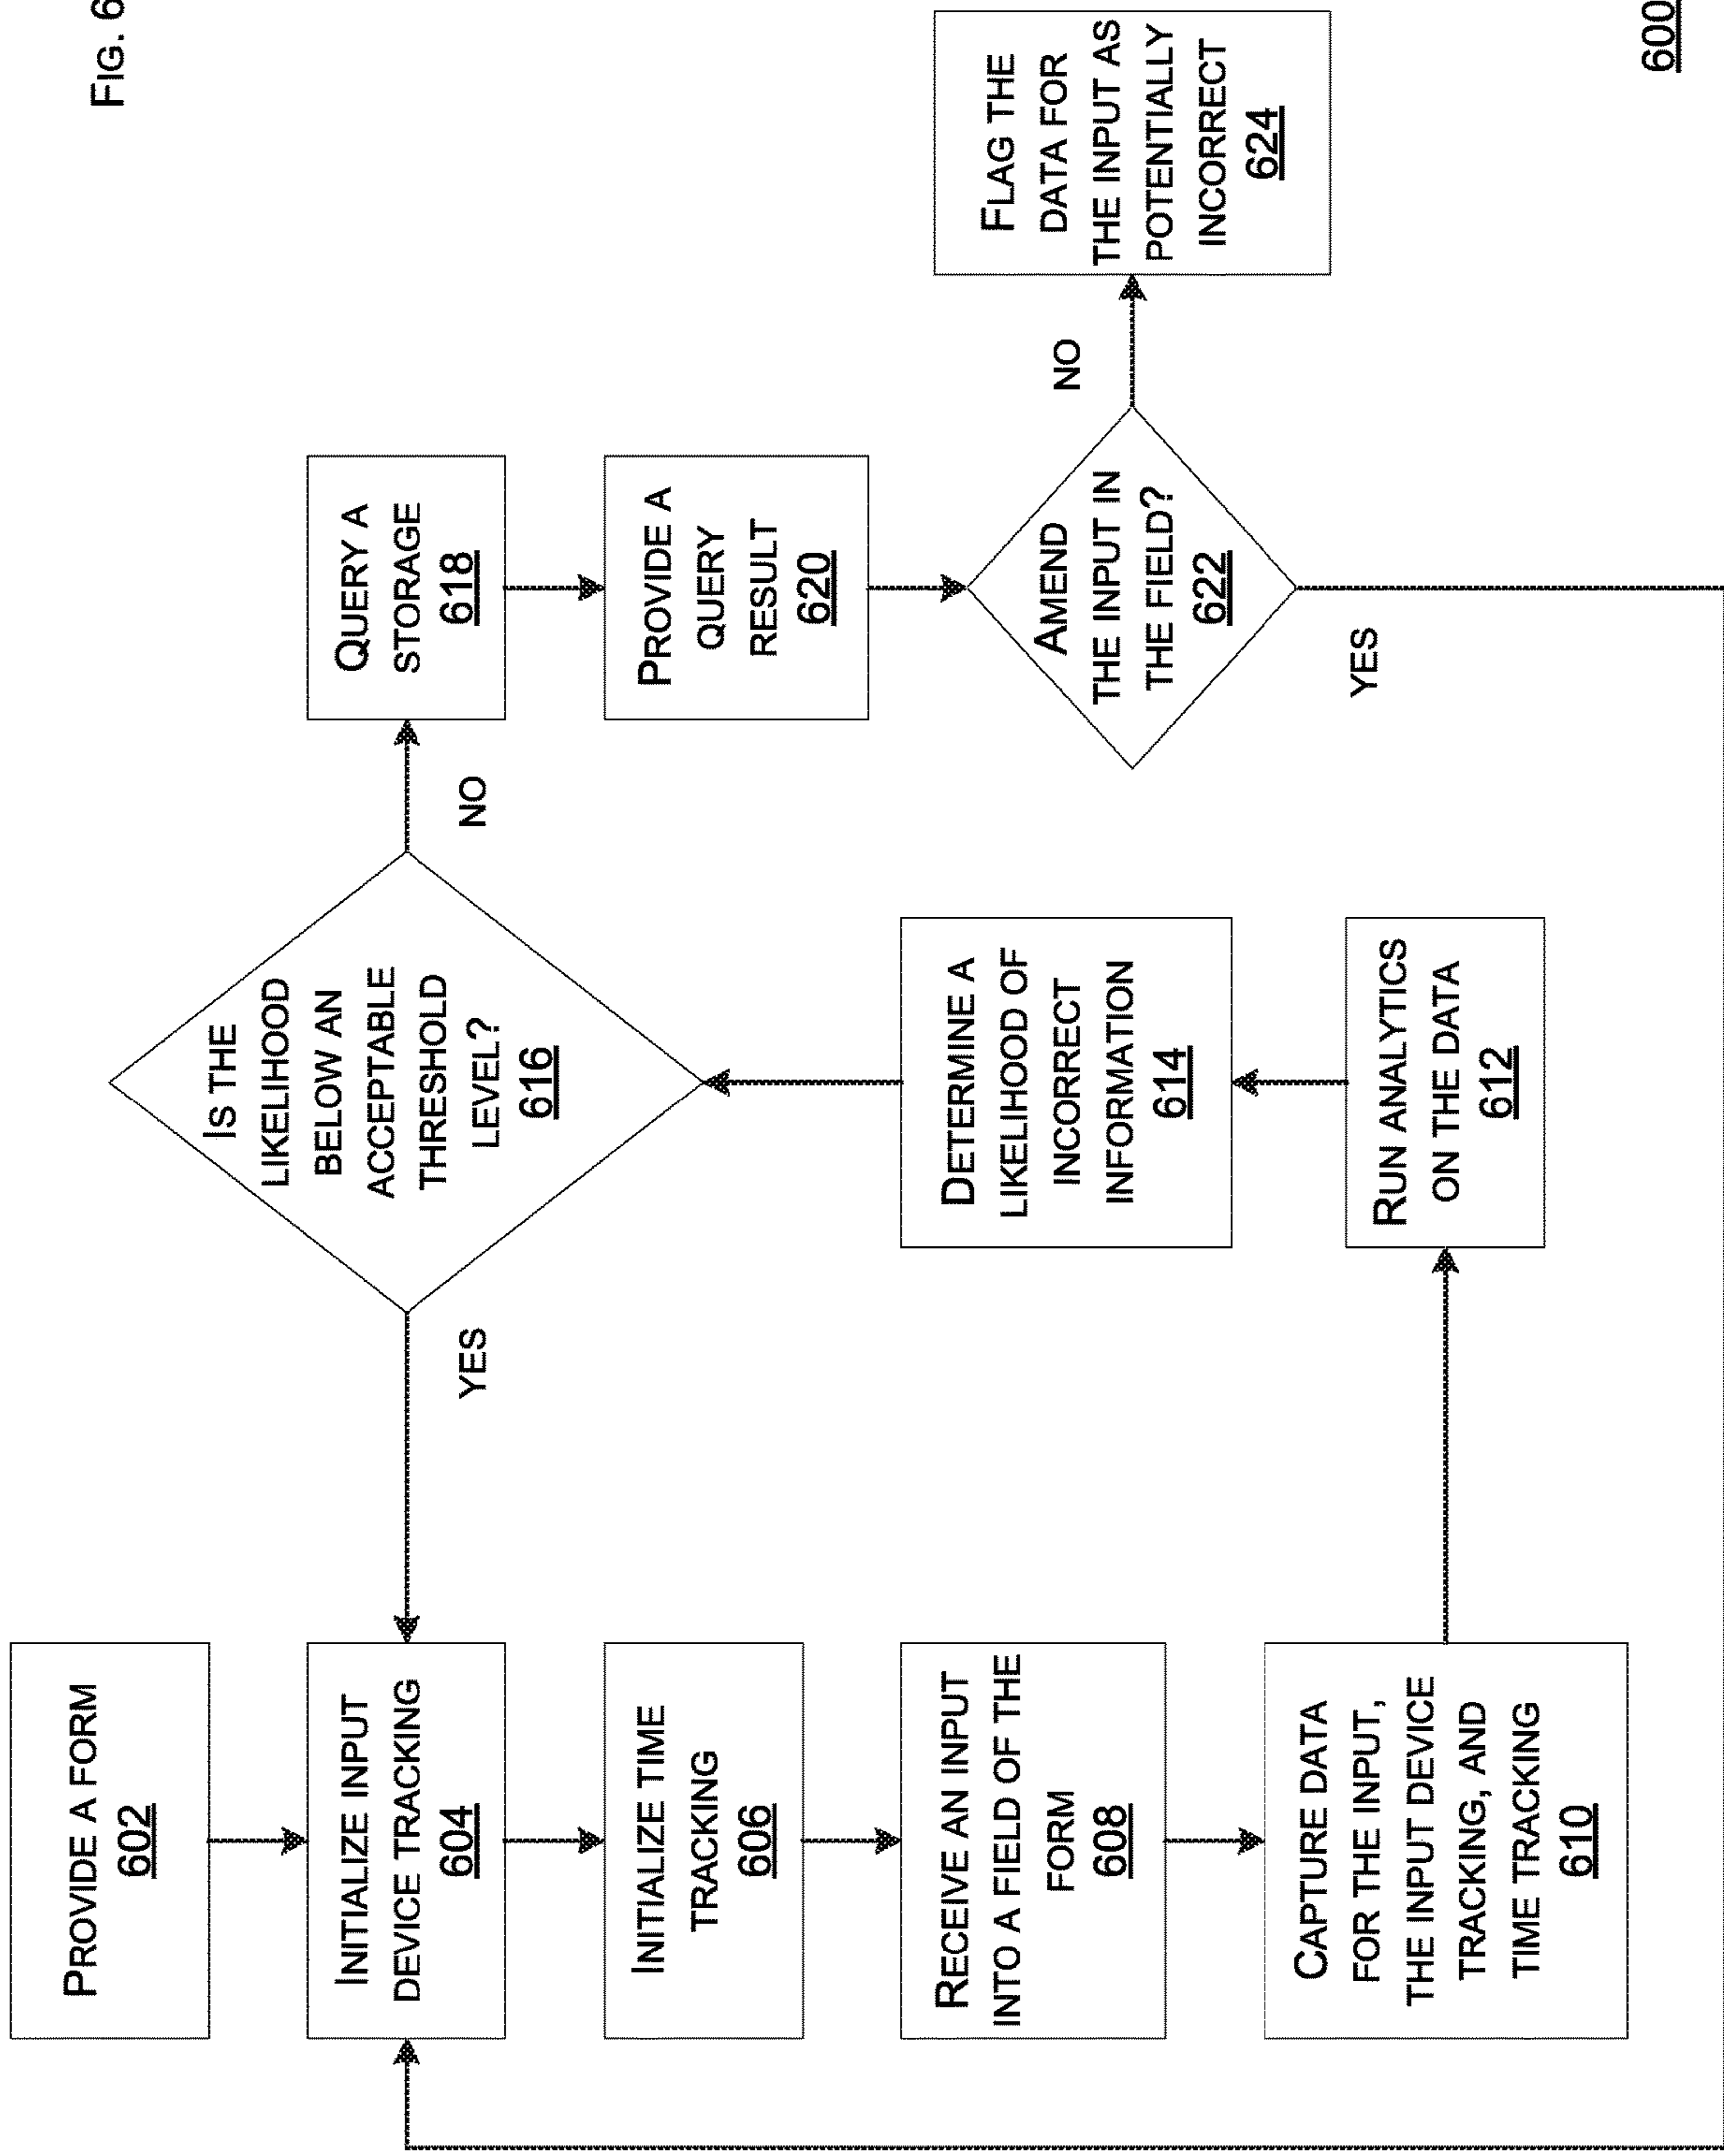 FIG. 6
PROVIDE A FORM
602
INITIALIZE INPUT
DEVICE TRACKING
604
INITIALIZE TIME
TRACKING
606
RECEIVE AN INPUT
INTO A FIELD OF THE
FORM
608
CAPTURE DATA
FOR THE INPUT,
THE INPUT DEVICE
TRACKING, AND
TIME TRACKING
610
RUN ANALYTICS
ON THE DATA
612
DETERMINE A
LIKELIHOOD OF
INCORRECT
INFORMATION
614
IS THE
LIKELIHOOD
BELOW AN
ACCEPTABLE
THRESHOLD
LEVEL?
616
YES
NO
QUERY A
STORAGE
618
PROVIDE A
QUERY
RESULT
620
AMEND
THE INPUT IN
THE FIELD?
622
YES
NO
FLAG THE
DATA FOR
THE INPUT AS
POTENTIALLY
INCORRECT
624
600